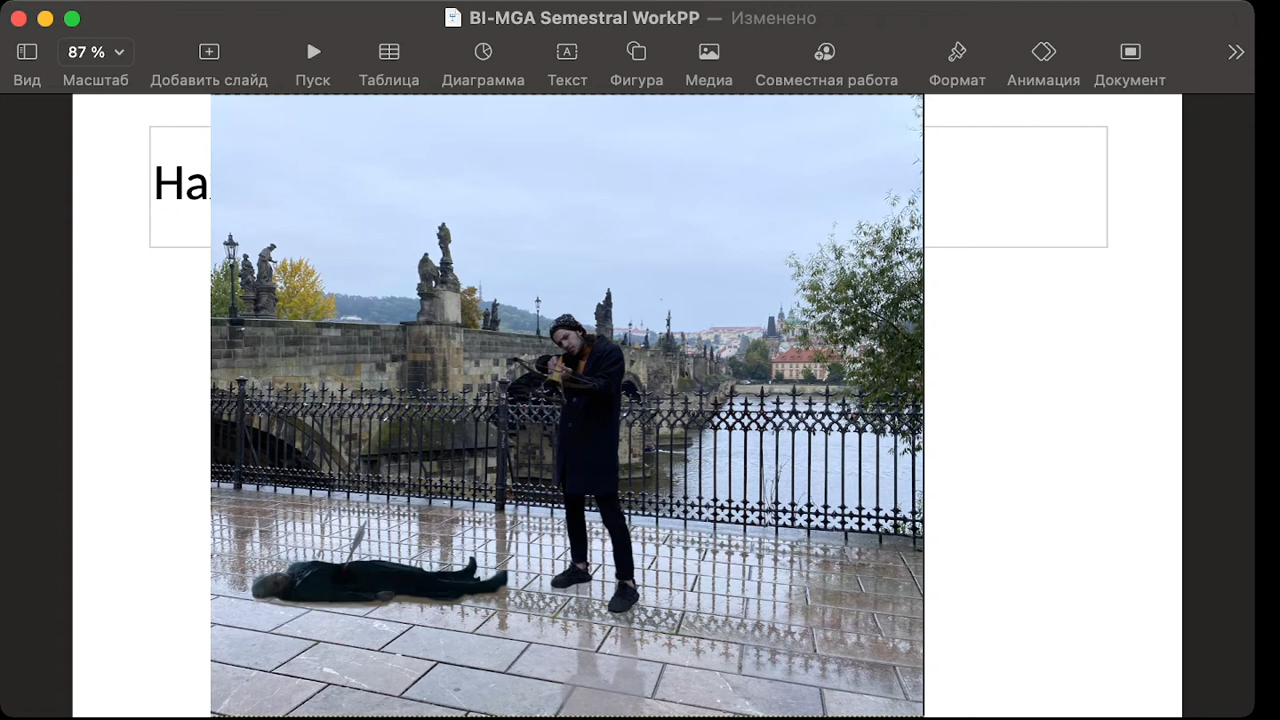 BI-MGA Semestral WorkPP — Изменено
87 %
Вид Масштаб Добавить слайд Пуск Таблица Диаграмма Текст Фигура Медиа Совместная работа Формат Анимация Документ
На